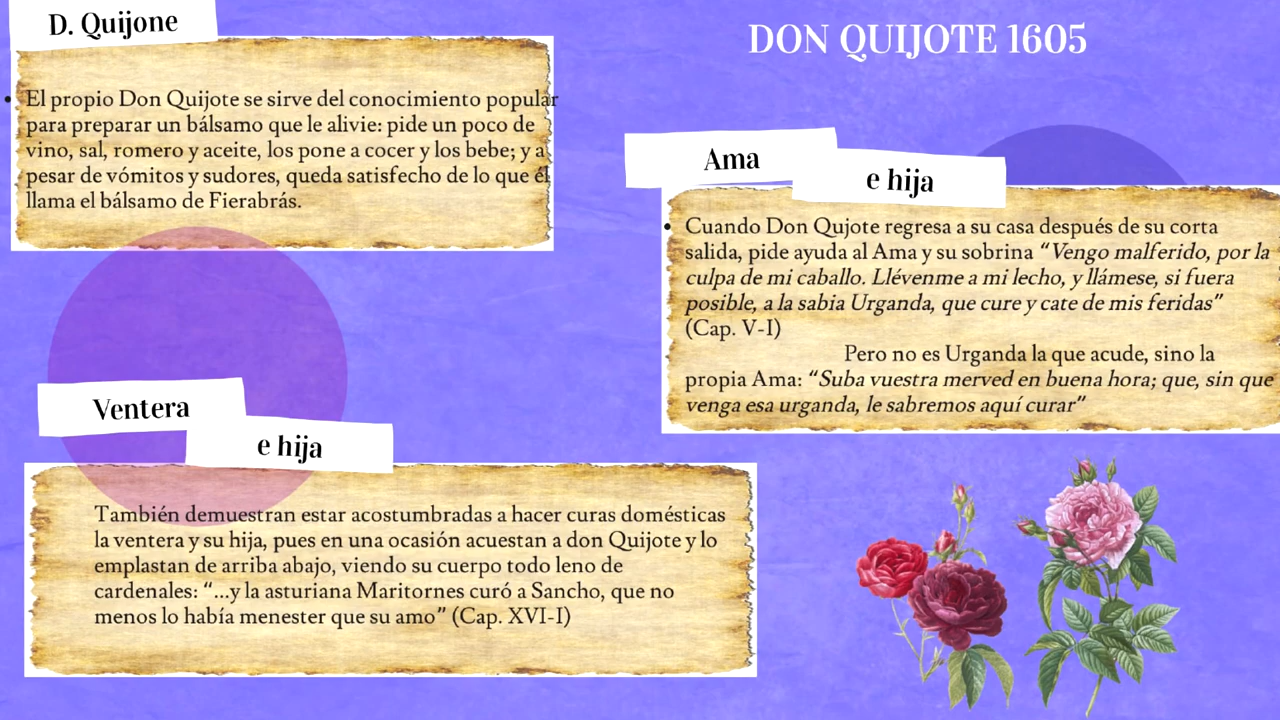 D. Quijone
• El propio Don Quijote se sirve del conocimiento popular
para preparar un bálsamo que le alivie: pide un poco de
vino, sal, romero y aceite, los pone a cocer y los bebe; y a
pesar de vómitos y sudores, queda satisfecho de lo que él
llama el bálsamo de Fierabrás.
DON QUIJOTE 1605
Ama
e hija
• Cuando Don Qujote regresa a su casa después de su corta
salida, pide ayuda al Ama y su sobrina “Vengo malferido, por la
culpa de mi caballo. Llévenme a mi lecho, y llámese, si fuera
posible, a la sabia Urganda, que cure y cate de mis feridas”
(Cap. V-I)
Pero no es Urganda la que acude, sino la
propia Ama: “Suba vuestra merved en buena hora; que, sin que
venga esa urganda, le sabremos aquí curar”
Ventera
e hija
También demuestran estar acostumbradas a hacer curas domésticas
la ventera y su hija, pues en una ocasión acuestan a don Quijote y lo
emplastan de arriba abajo, viendo su cuerpo todo leno de
cardenales: “...y la asturiana Maritornes curó a Sancho, que no
menos lo había menester que su amo” (Cap. XVI-I)